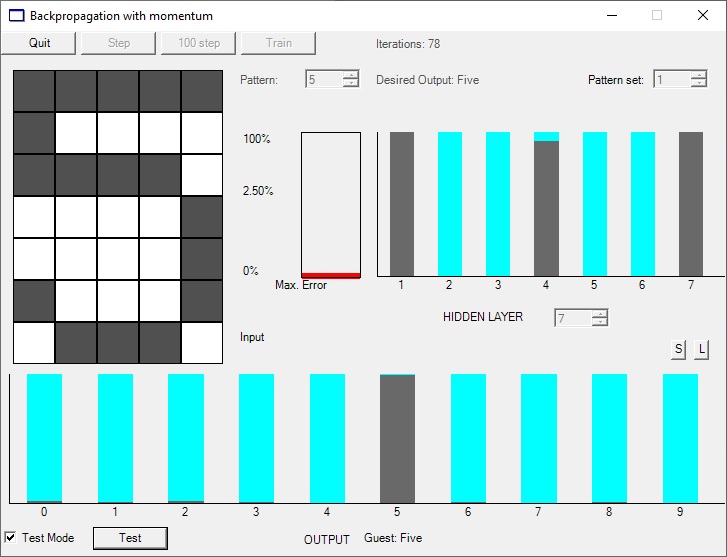 Backpropagation with momentum
Quit Step 100 step Train Iterations: 78
Pattern: 5 Desired Output: Five Pattern set: 1
100%
2.50%
0%
Max. Error
1 2 3 4 5 6 7
HIDDEN LAYER 7
Input
S L
0 1 2 3 4 5 6 7 8 9
Test Mode Test OUTPUT Guest: Five